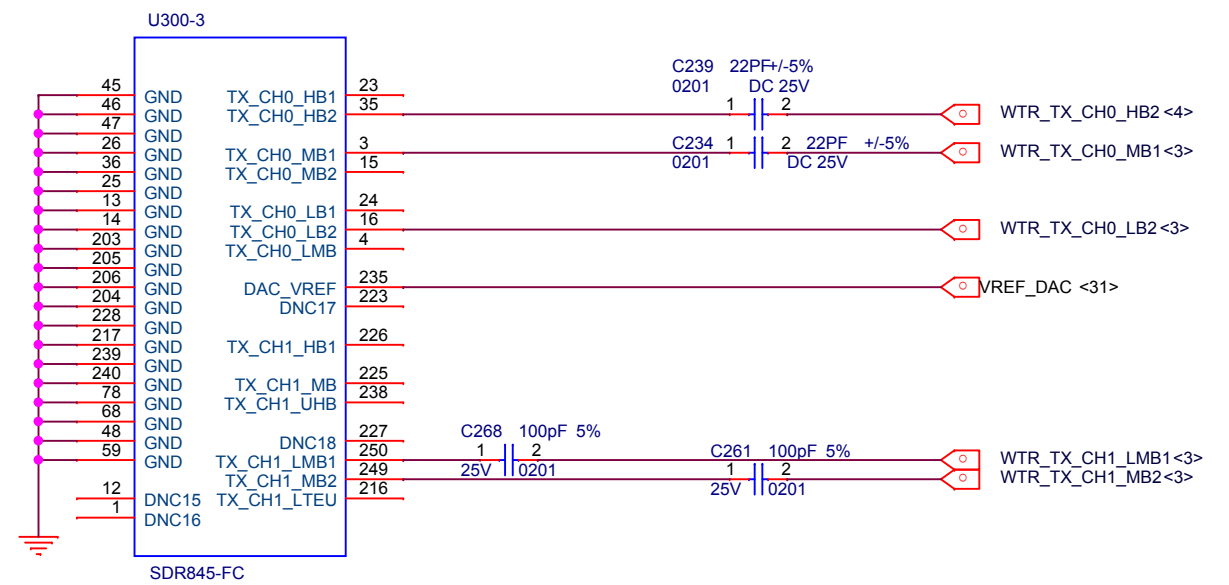 U300-3
C239 22PF+/-5%
0201 DC 25V
45 GND TX_CH0_HB1 23
46 GND TX_CH0_HB2 35 1 2 WTR_TX_CH0_HB2 <4>
47 GND
26 GND TX_CH0_MB1 3 C234 1 2 22PF +/-5% WTR_TX_CH0_MB1<3>
0201 DC 25V
36 GND TX_CH0_MB2 15
25 GND
13 GND TX_CH0_LB1 24
14 GND TX_CH0_LB2 16 WTR_TX_CH0_LB2<3>
203 GND TX_CH0_LMB 4
205 GND
206 GND DAC_VREF 235 VREF_DAC <31>
204 GND DNC17 223
228 GND
217 GND TX_CH1_HB1 226
239 GND
240 GND TX_CH1_MB 225
78 GND TX_CH1_UHB 238
68 GND
48 GND DNC18 227
C268 100pF 5%
59 GND TX_CH1_LMB1 250 1 2 C261 100pF 5% WTR_TX_CH1_LMB1<3>
25V 0201
TX_CH1_MB2 249 1 2 WTR_TX_CH1_MB2<3>
25V 0201
12 DNC15 TX_CH1_LTEU 216
1 DNC16
SDR845-FC